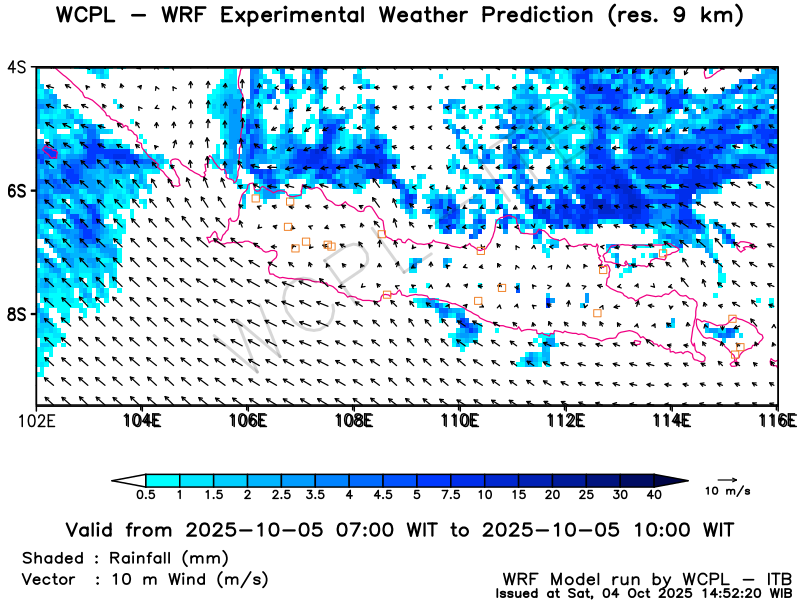 WCPL – WRF Experimental Weather Prediction (res. 9 km)
4S
6S
8S
102E 104E 106E 108E 110E 112E 114E 116E
WCPL-ITB
0.5 1 1.5 2 2.5 3.5 4 4.5 5 7.5 10 15 20 25 30 40
10 m/s
Valid from 2025-10-05 07:00 WIT to 2025-10-05 10:00 WIT
Shaded : Rainfall (mm)
Vector : 10 m Wind (m/s)
WRF Model run by WCPL – ITB
Issued at Sat, 04 Oct 2025 14:52:20 WIB